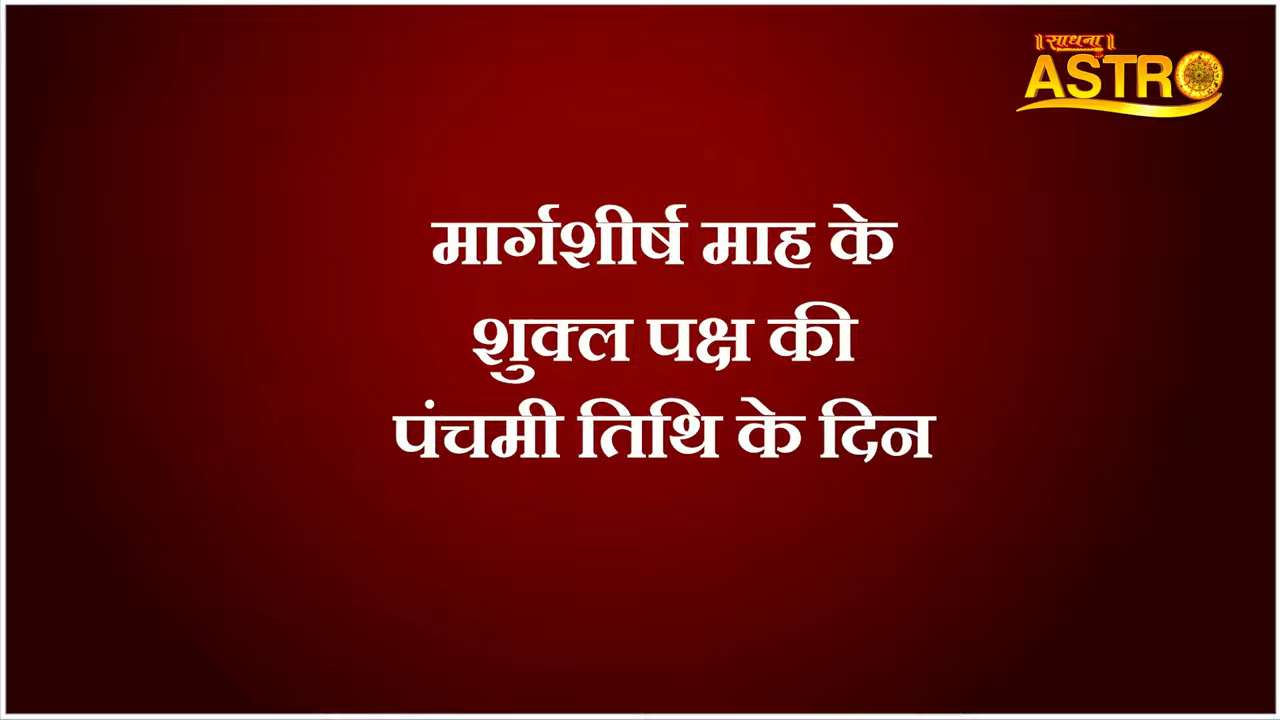 ॥साधना॥
ASTRO
मार्गशीर्ष माह के
शुक्ल पक्ष की
पंचमी तिथि के दिन